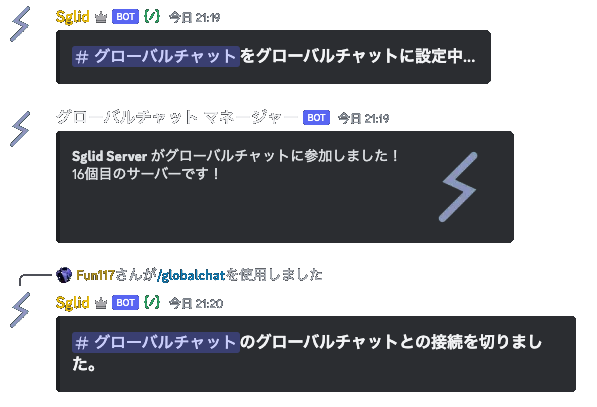 Sglid BOT {/} 今日 21:19
# グローバルチャットをグローバルチャットに設定中...
グローバルチャット マネージャー BOT 今日 21:19
Sglid Server がグローバルチャットに参加しました！
16個目のサーバーです！
Fun117さんが/globalchatを使用しました
Sglid BOT {/} 今日 21:20
# グローバルチャットのグローバルチャットとの接続を切りまし
た。